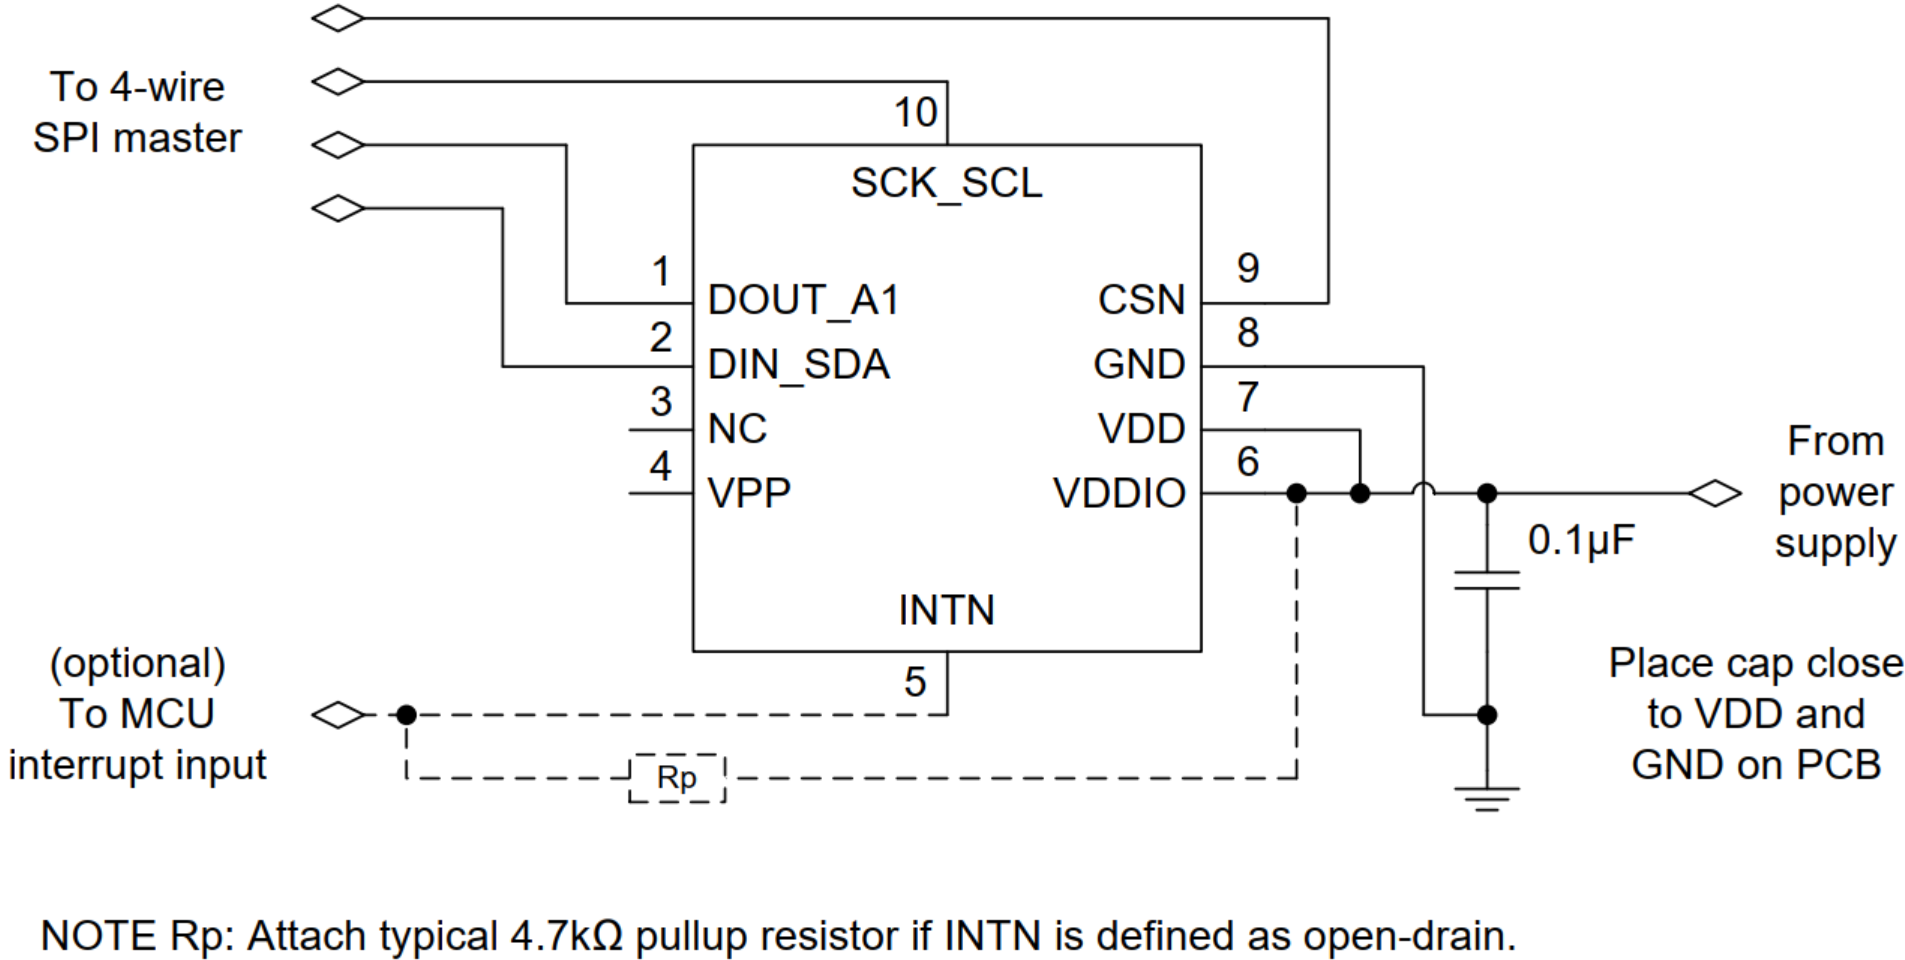 To 4-wire
SPI master
10
SCK_SCL
1
DOUT_A1
2
DIN_SDA
3
NC
4
VPP
9
CSN
8
GND
7
VDD
6
VDDIO
INTN
5
From
power
supply
0.1µF
Place cap close
to VDD and
GND on PCB
(optional)
To MCU
interrupt input
Rp
NOTE Rp: Attach typical 4.7kΩ pullup resistor if INTN is defined as open-drain.